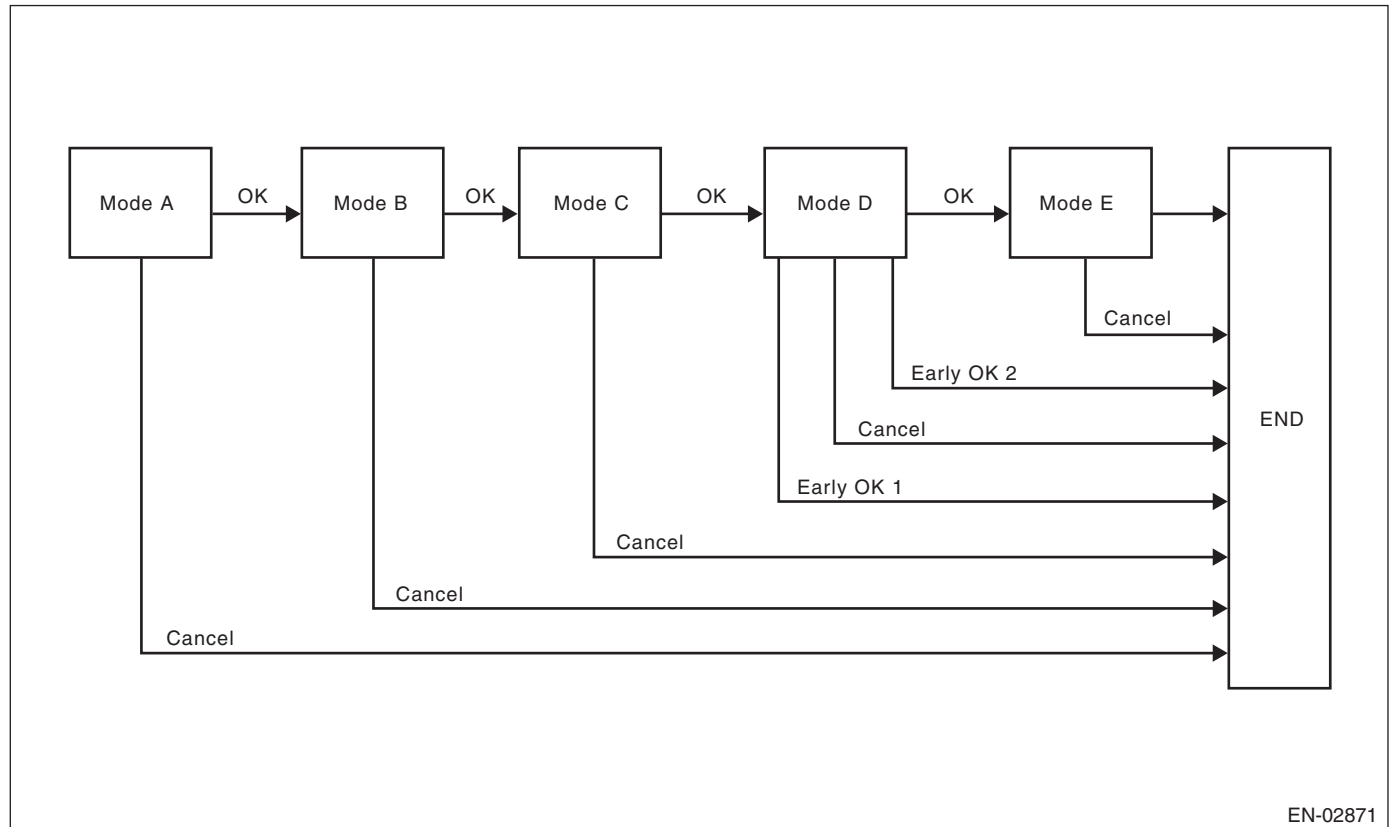 Mode A
OK
Mode B
OK
Mode C
OK
Mode D
OK
Mode E
Cancel
Early OK 2
Cancel
Early OK 1
Cancel
Cancel
Cancel
END
EN-02871